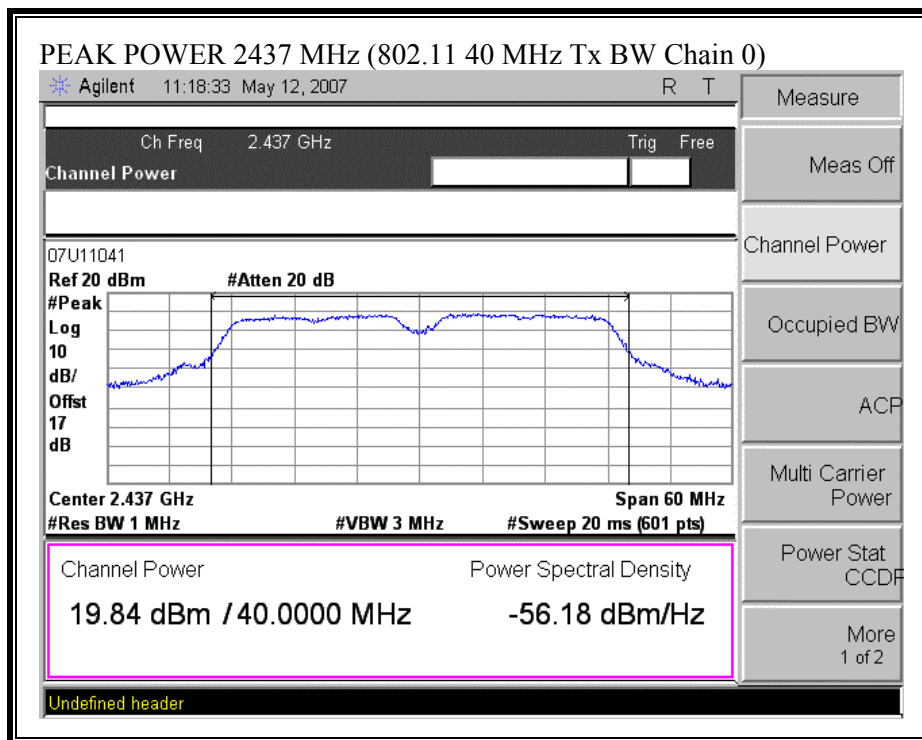 PEAK POWER 2437 MHz (802.11 40 MHz Tx BW Chain 0)
Agilent 11:18:33 May 12, 2007 R T
Measure
Ch Freq 2.437 GHz Trig Free
Channel Power
Meas Off
Channel Power
07U11041
Ref 20 dBm #Atten 20 dB
#Peak
Log
10
dB/
Offst
17
dB
Occupied BW
ACP
Center 2.437 GHz Span 60 MHz
#Res BW 1 MHz #VBW 3 MHz #Sweep 20 ms (601 pts)
Multi Carrier
Power
Channel Power Power Spectral Density
19.84 dBm / 40.0000 MHz -56.18 dBm/Hz
Power Stat
CCDF
More
1 of 2
Undefined header